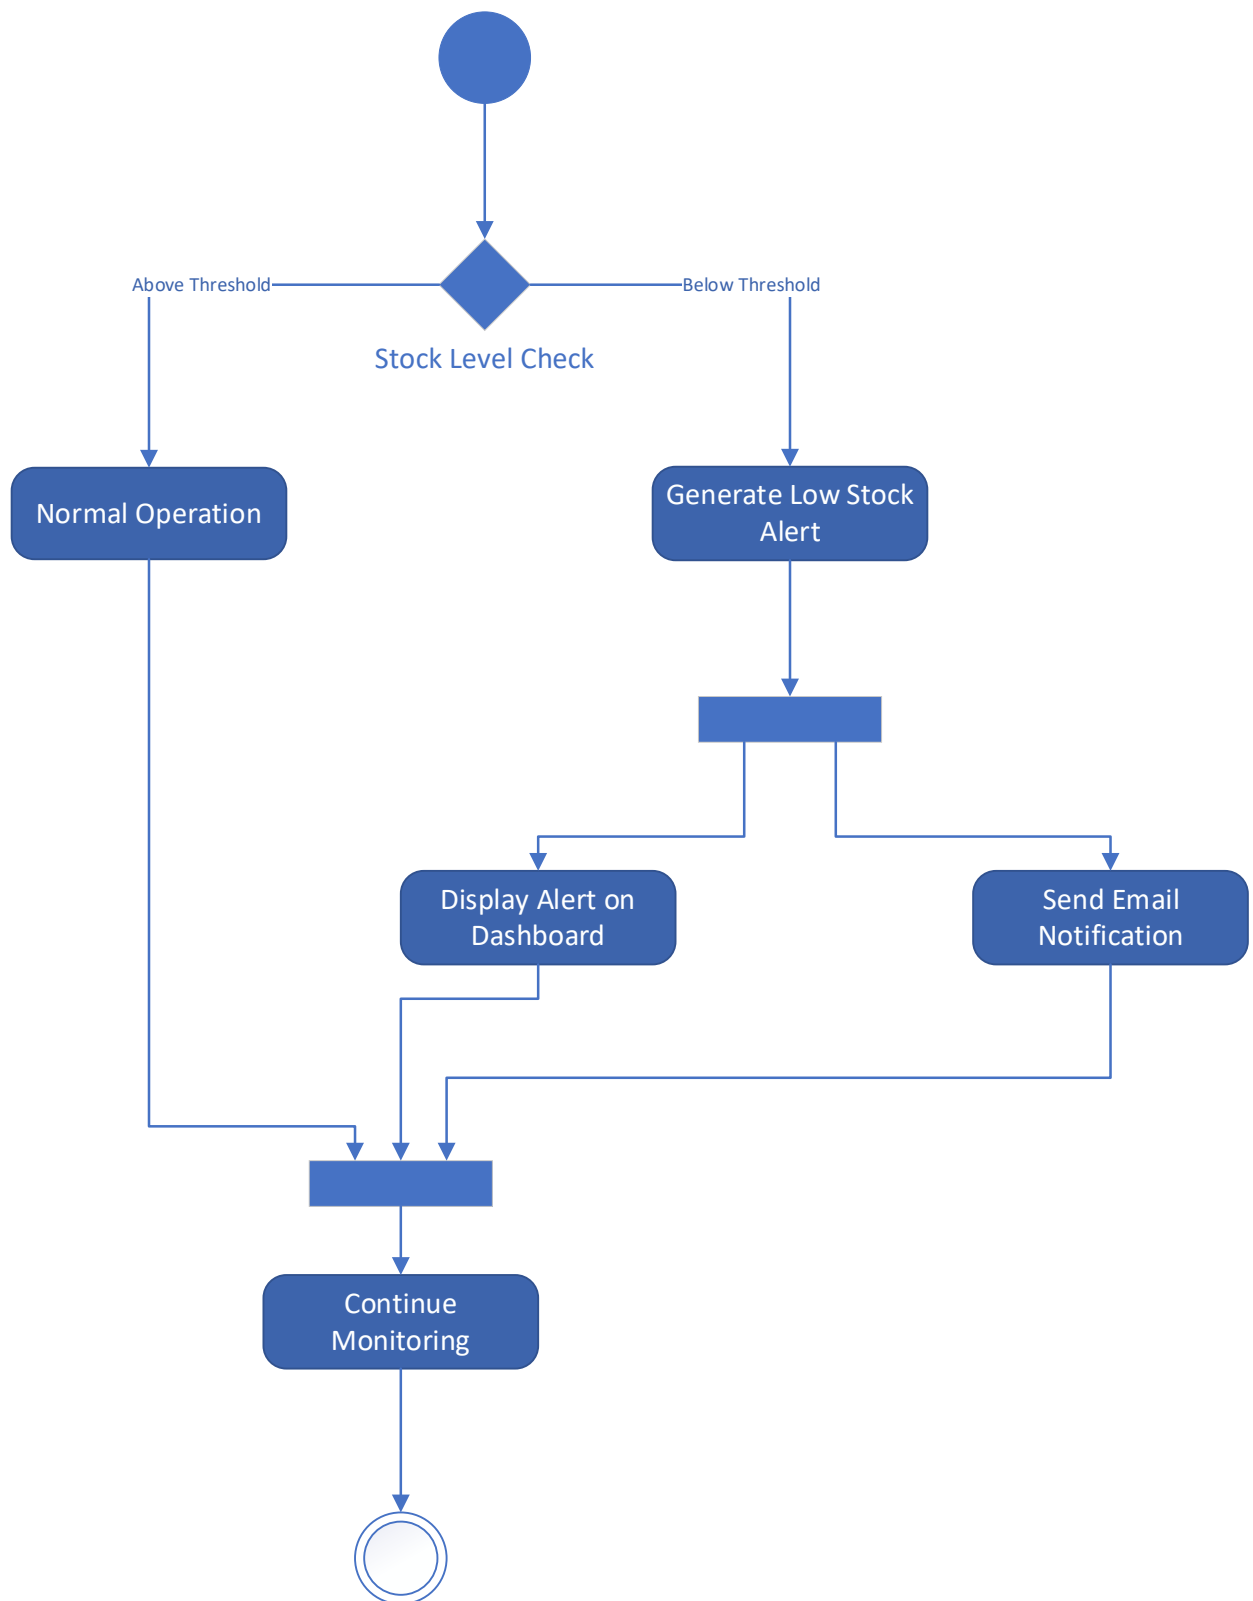 Above Threshold
Below Threshold
Stock Level Check
Normal Operation
Generate Low Stock
Alert
Display Alert on
Dashboard
Send Email
Notification
Continue
Monitoring